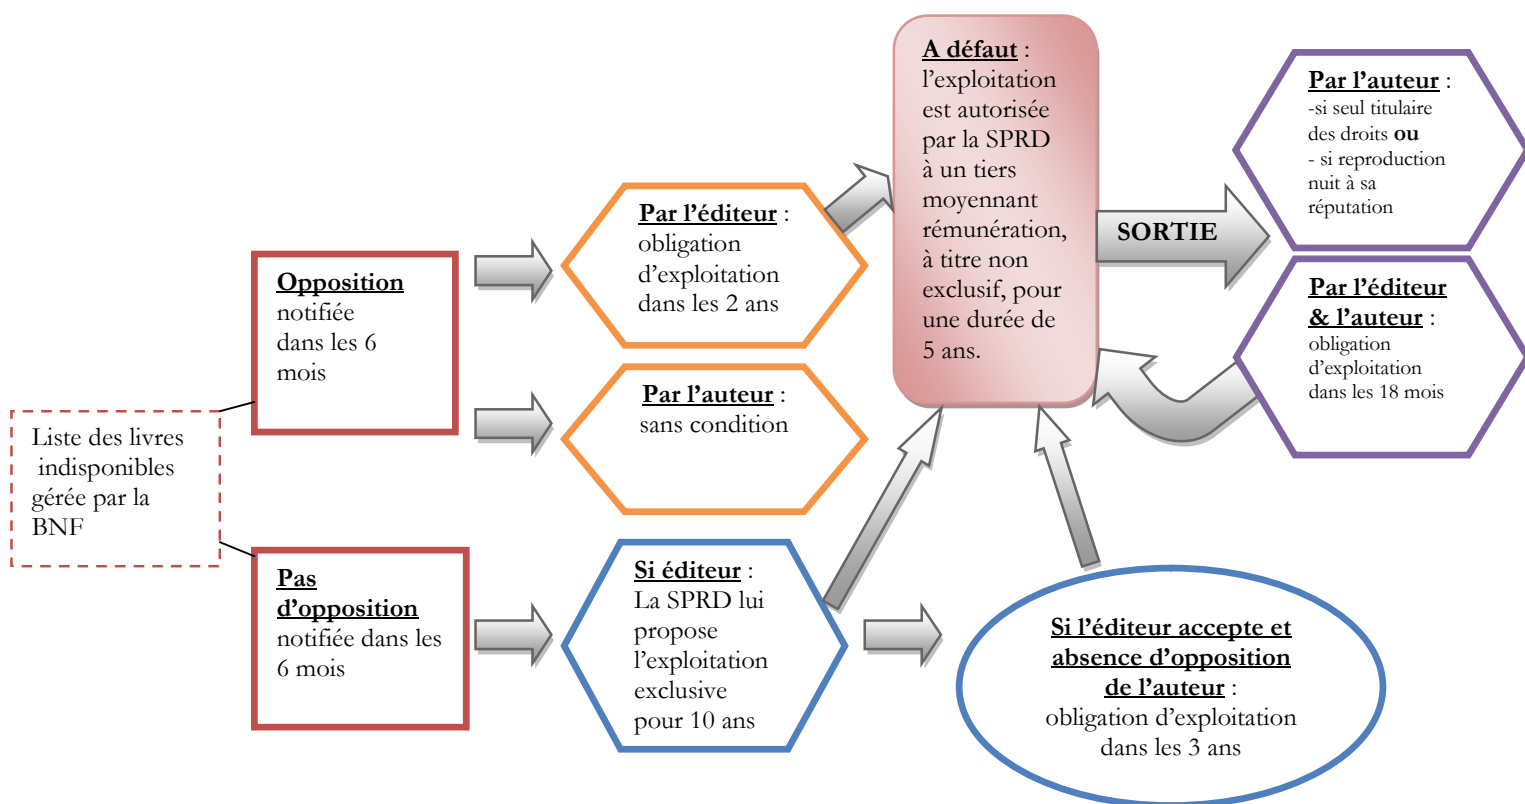 Liste des livres
indisponibles
gérée par la
BNF
Opposition
notifiée
dans les 6
mois
Pas
d’opposition
notifiée dans les
6 mois
Par l’éditeur :
obligation
d’exploitation
dans les 2 ans
Par l’auteur :
sans condition
Si éditeur :
La SPRD lui
propose
l’exploitation
exclusive
pour 10 ans
A défaut :
l’exploitation
est autorisée
par la SPRD
à un tiers
moyennant
rémunération,
à titre non
exclusif, pour
une durée de
5 ans.
Si l’éditeur accepte et
absence d’opposition
de l’auteur :
obligation d’exploitation
dans les 3 ans
SORTIE
Par l’auteur :
-si seul titulaire
des droits ou
- si reproduction
nuit à sa
réputation
Par l’éditeur
& l’auteur :
obligation
d’exploitation
dans les 18 mois